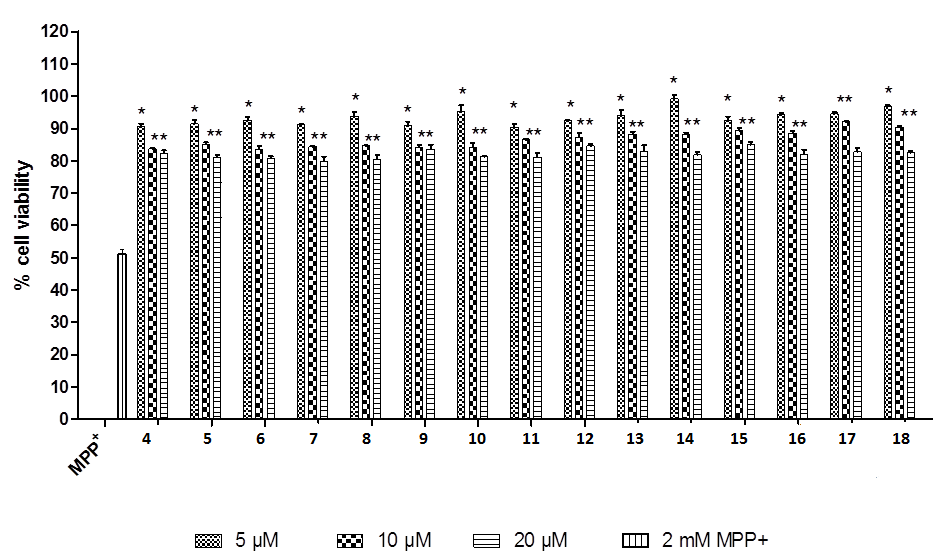 % cell viability
120
110
100
90
80
70
60
50
40
30
20
10
0
* * * * * * * * * * * * * * *
** ** ** ** ** ** ** ** ** ** ** ** ** ** **
MPP⁺ 4 5 6 7 8 9 10 11 12 13 14 15 16 17 18
5 µM 10 µM 20 µM 2 mM MPP+